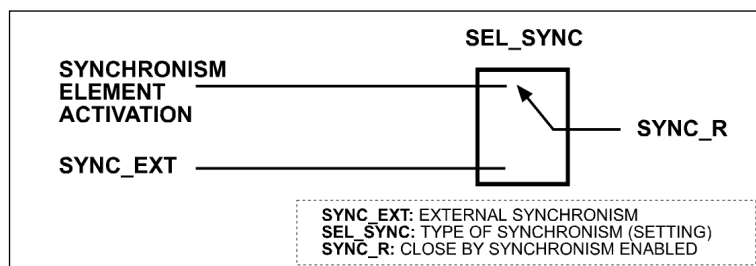 SEL_SYNC
SYNCHRONISM
ELEMENT
ACTIVATION
SYNC_R
SYNC_EXT
SYNC_EXT: EXTERNAL SYNCHRONISM
SEL_SYNC: TYPE OF SYNCHRONISM (SETTING)
SYNC_R: CLOSE BY SYNCHRONISM ENABLED